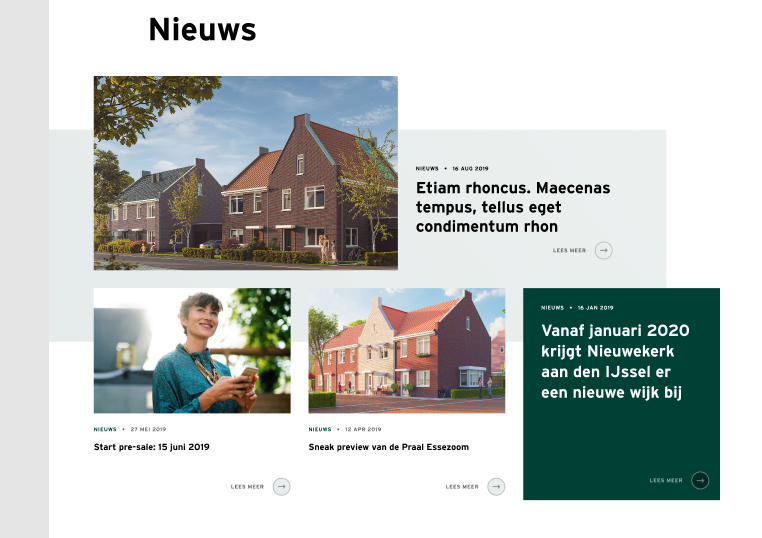 Nieuws
NIEUWS • 16 AUG 2019
Etiam rhoncus. Maecenas
tempus, tellus eget
condimentum rhon
LEES MEER
NIEUWS • 27 MEI 2019
Start pre-sale: 15 juni 2019
LEES MEER
NIEUWS • 12 APR 2019
Sneak preview van de Praal Essezoom
LEES MEER
NIEUWS • 16 JAN 2019
Vanaf januari 2020
krijgt Nieuwekerk
aan den IJssel er
een nieuwe wijk bij
LEES MEER